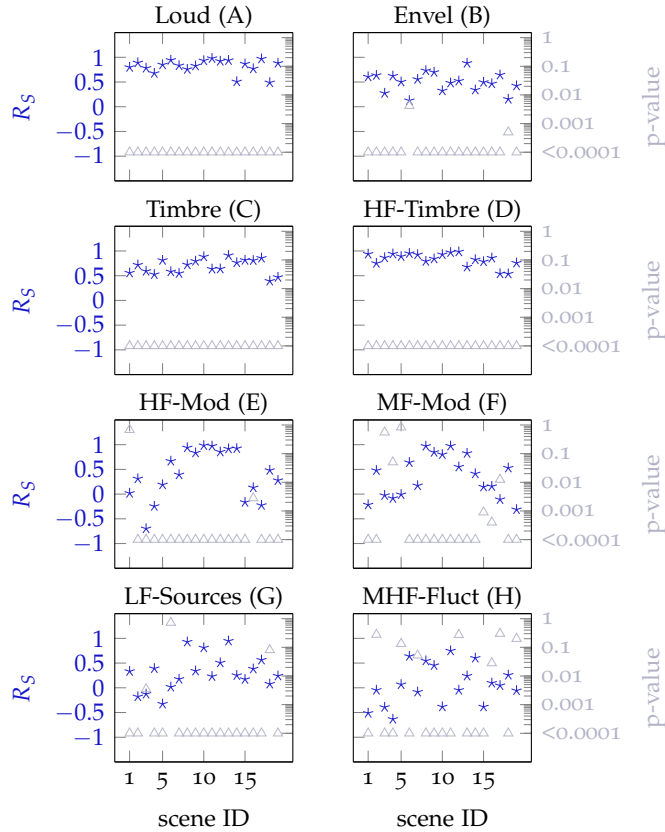 Loud (A) Envel (B)
1 0.5 0 −0.5 −1
R_S
1 0.1 0.01 0.001 <0.0001
p-value
Timbre (C) HF-Timbre (D)
1 0.5 0 −0.5 −1
R_S
1 0.1 0.01 0.001 <0.0001
p-value
HF-Mod (E) MF-Mod (F)
1 0.5 0 −0.5 −1
R_S
1 0.1 0.01 0.001 <0.0001
p-value
LF-Sources (G) MHF-Fluct (H)
1 0.5 0 −0.5 −1
R_S
1 0.1 0.01 0.001 <0.0001
p-value
1 5 10 15 1 5 10 15
scene ID scene ID